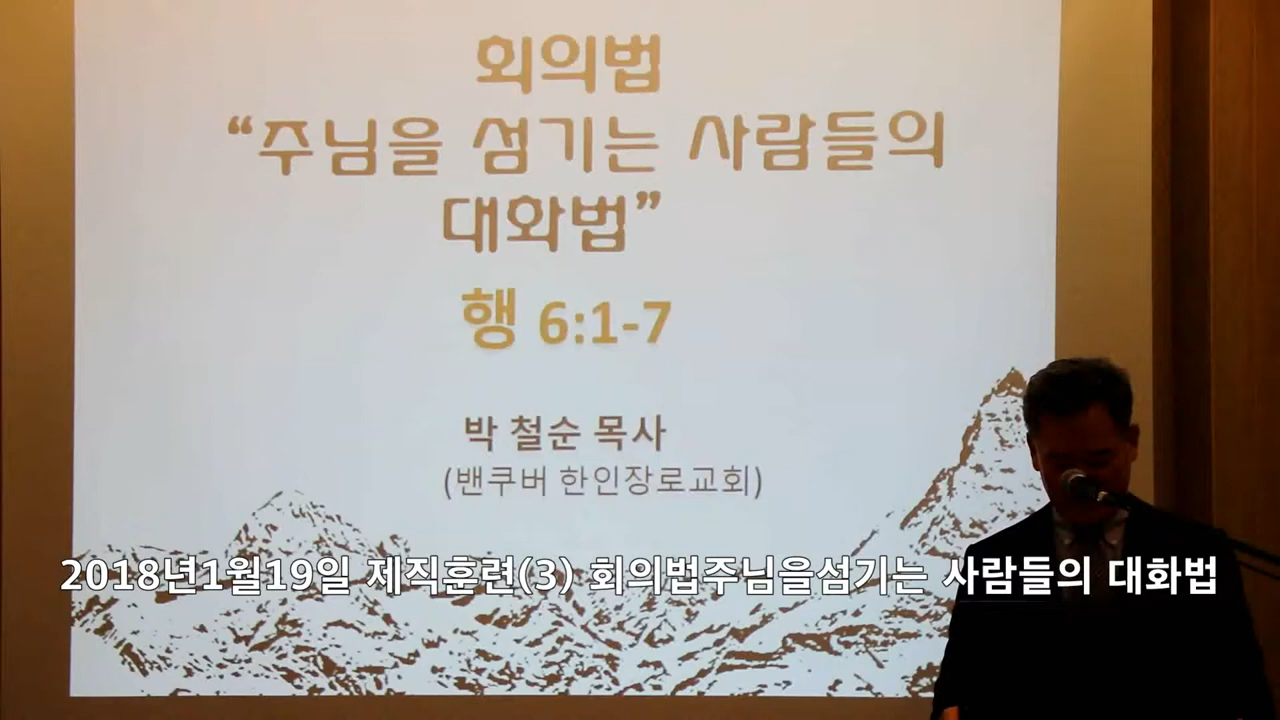 회의법
“주님을 섬기는 사람들의
대화법”
행 6:1-7
박 철순 목사
(밴쿠버 한인장로교회)
2018년1월19일 제직훈련(3) 회의법주님을섬기는 사람들의 대화법